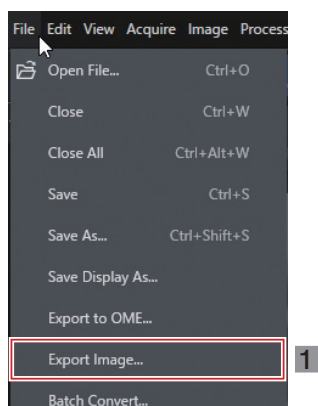 File Edit View Acquire Image Process
Open File... Ctrl+O
Close Ctrl+W
Close All Ctrl+Alt+W
Save Ctrl+S
Save As... Ctrl+Shift+S
Save Display As...
Export to OME...
Export Image... 1
Batch Convert...